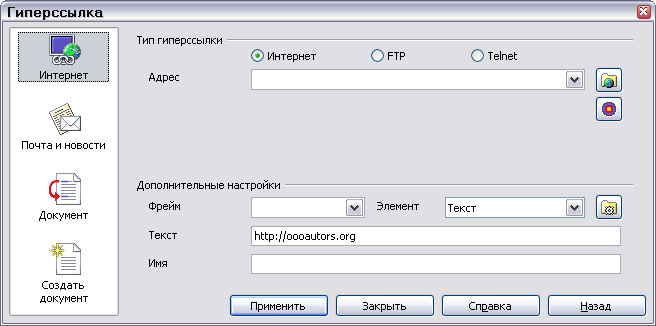 Гиперссылка
Интернет
Почта и новости
Документ
Создать
документ
Тип гиперссылки
Интернет FTP Telnet
Адрес
Дополнительные настройки
Фрейм Элемент Текст
Текст http://oooautors.org
Имя
Применить Закрыть Справка Назад